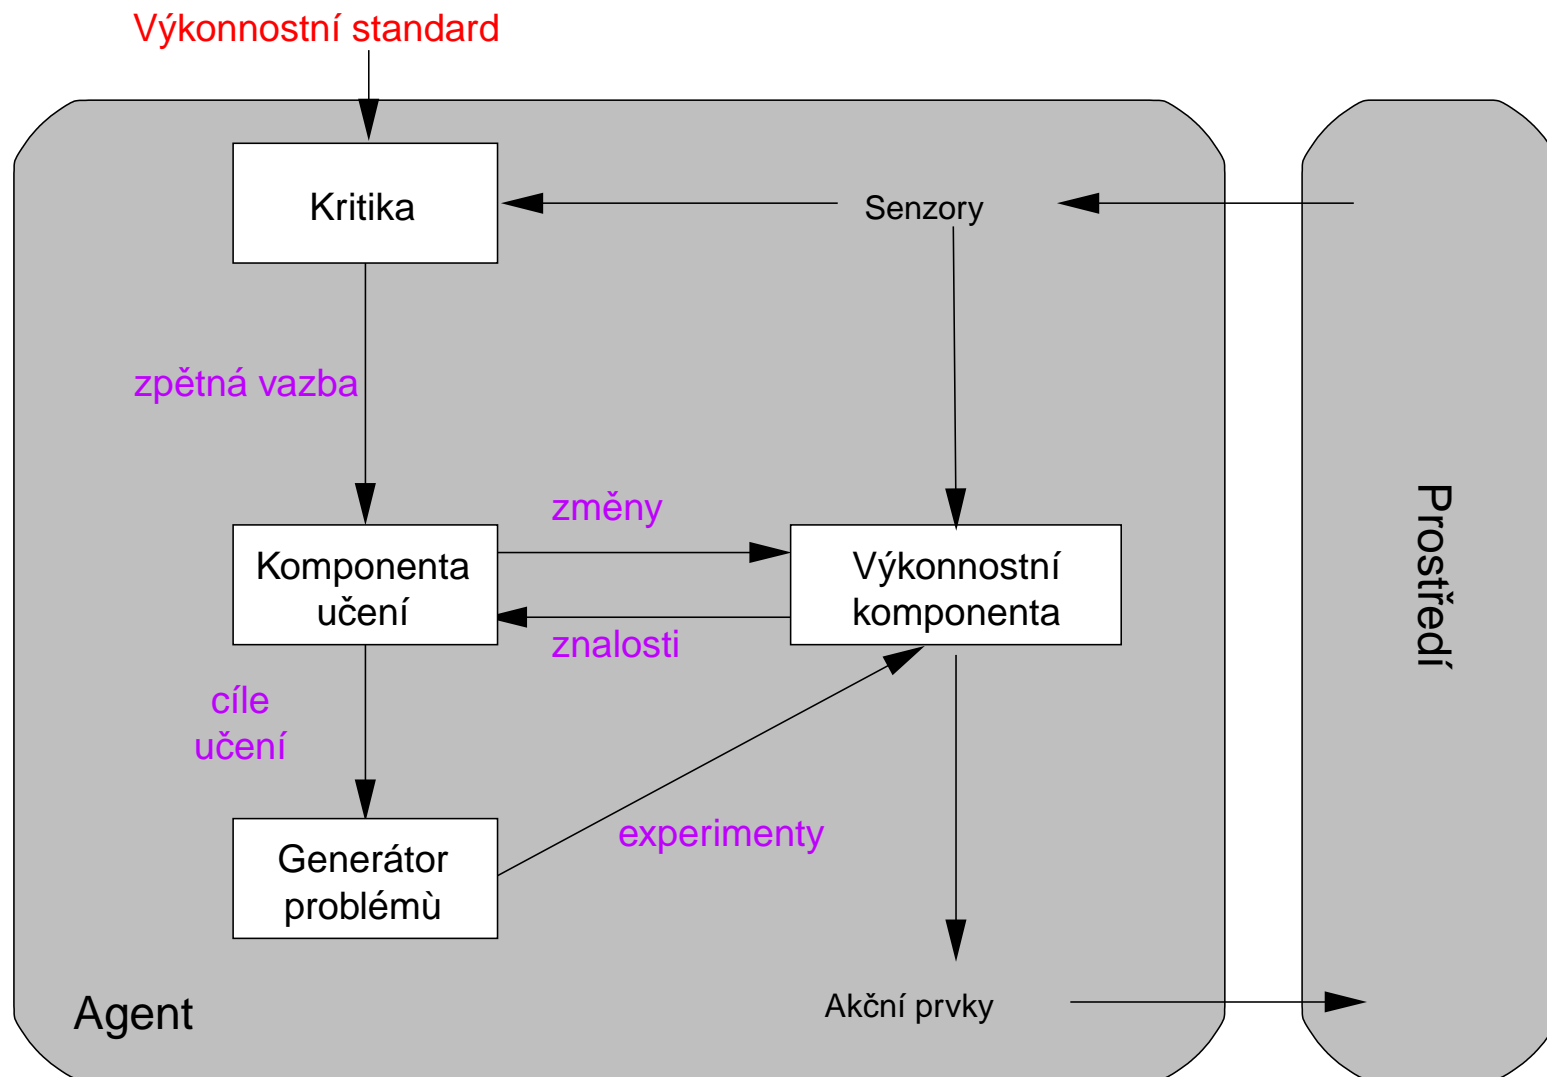 Výkonnostní standard
Kritika
Senzory
zpětná vazba
změny
Komponenta
učení
Výkonnostní
komponenta
znalosti
cíle
učení
experimenty
Generátor
problémù
Agent
Akční prvky
Prostředí